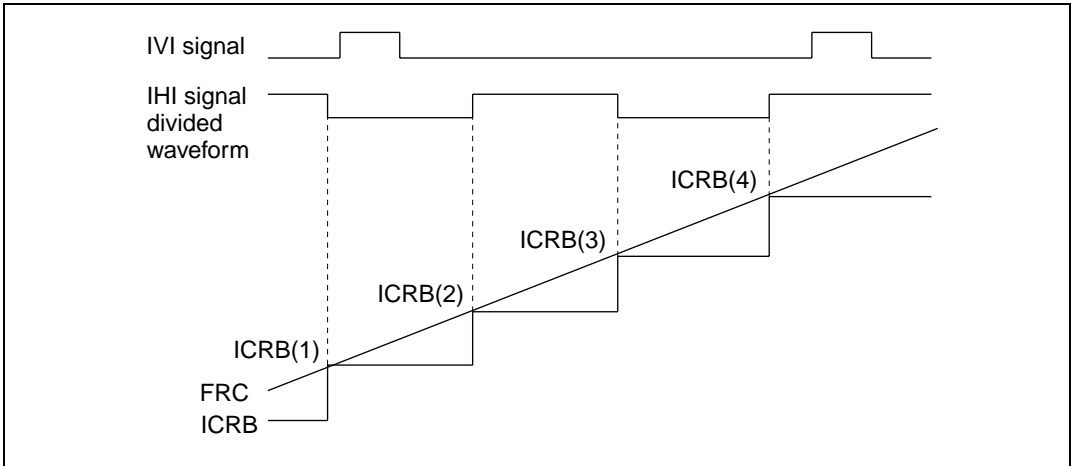 IVI signal
IHI signal
divided
waveform
ICRB(4)
ICRB(3)
ICRB(2)
ICRB(1)
FRC
ICRB